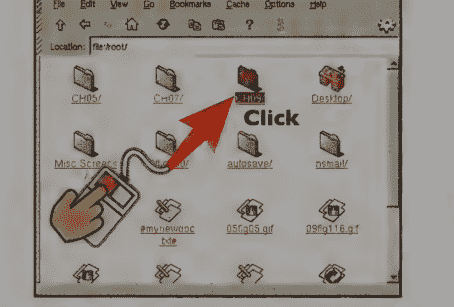 File Edit View Go Bookmarks Cache Options Help
Location: file:/root/
CH05/ CH07/ CH09/ Desktop/
Click
Misc Screens autosave/ nsmail/
05fig05.gif 09fig116.gif